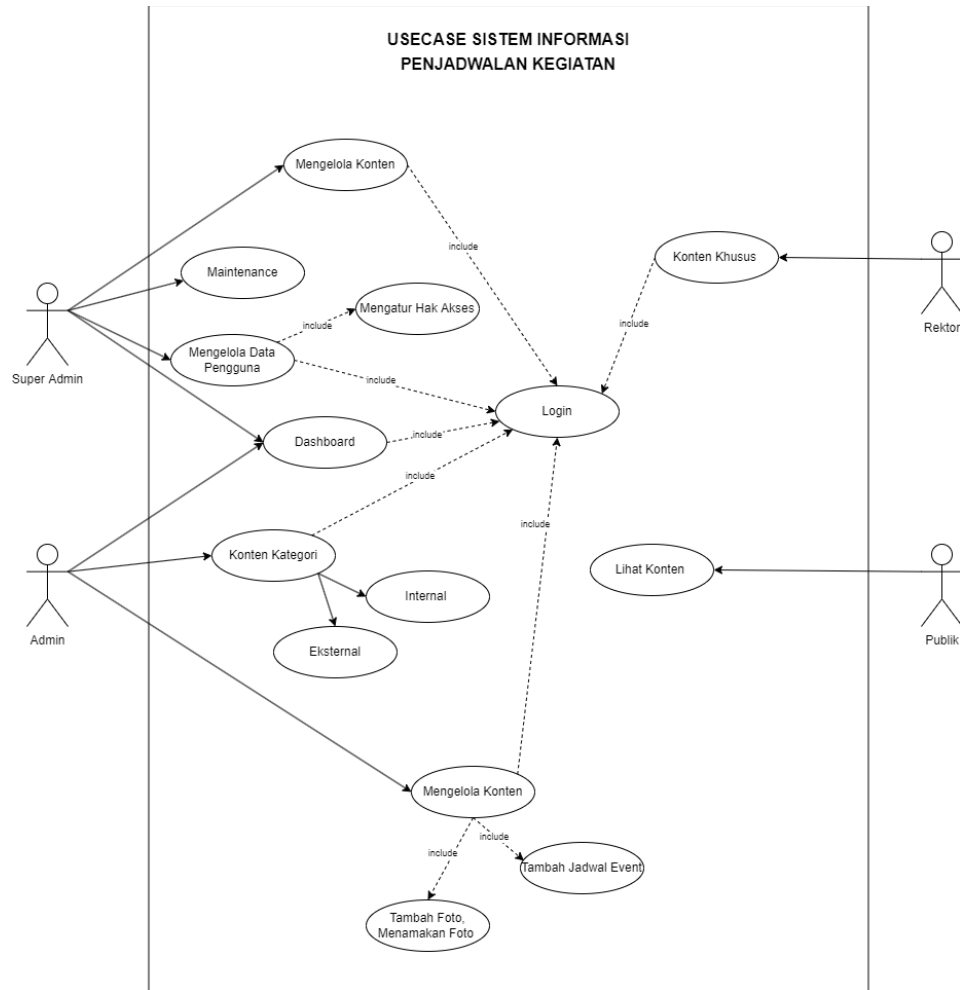 USECASE SISTEM INFORMASI
PENJADWALAN KEGIATAN
Mengelola Konten
include
Konten Khusus
Rektor
Maintenance
Mengatur Hak Akses
include
include
Super Admin
Mengelola Data
Pengguna
include
Login
Dashboard
include
include
include
Konten Kategori
Internal
Eksternal
Admin
Lihat Konten
Publik
Mengelola Konten
include
include
Tambah Jadwal Event
Tambah Foto,
Menamakan Foto